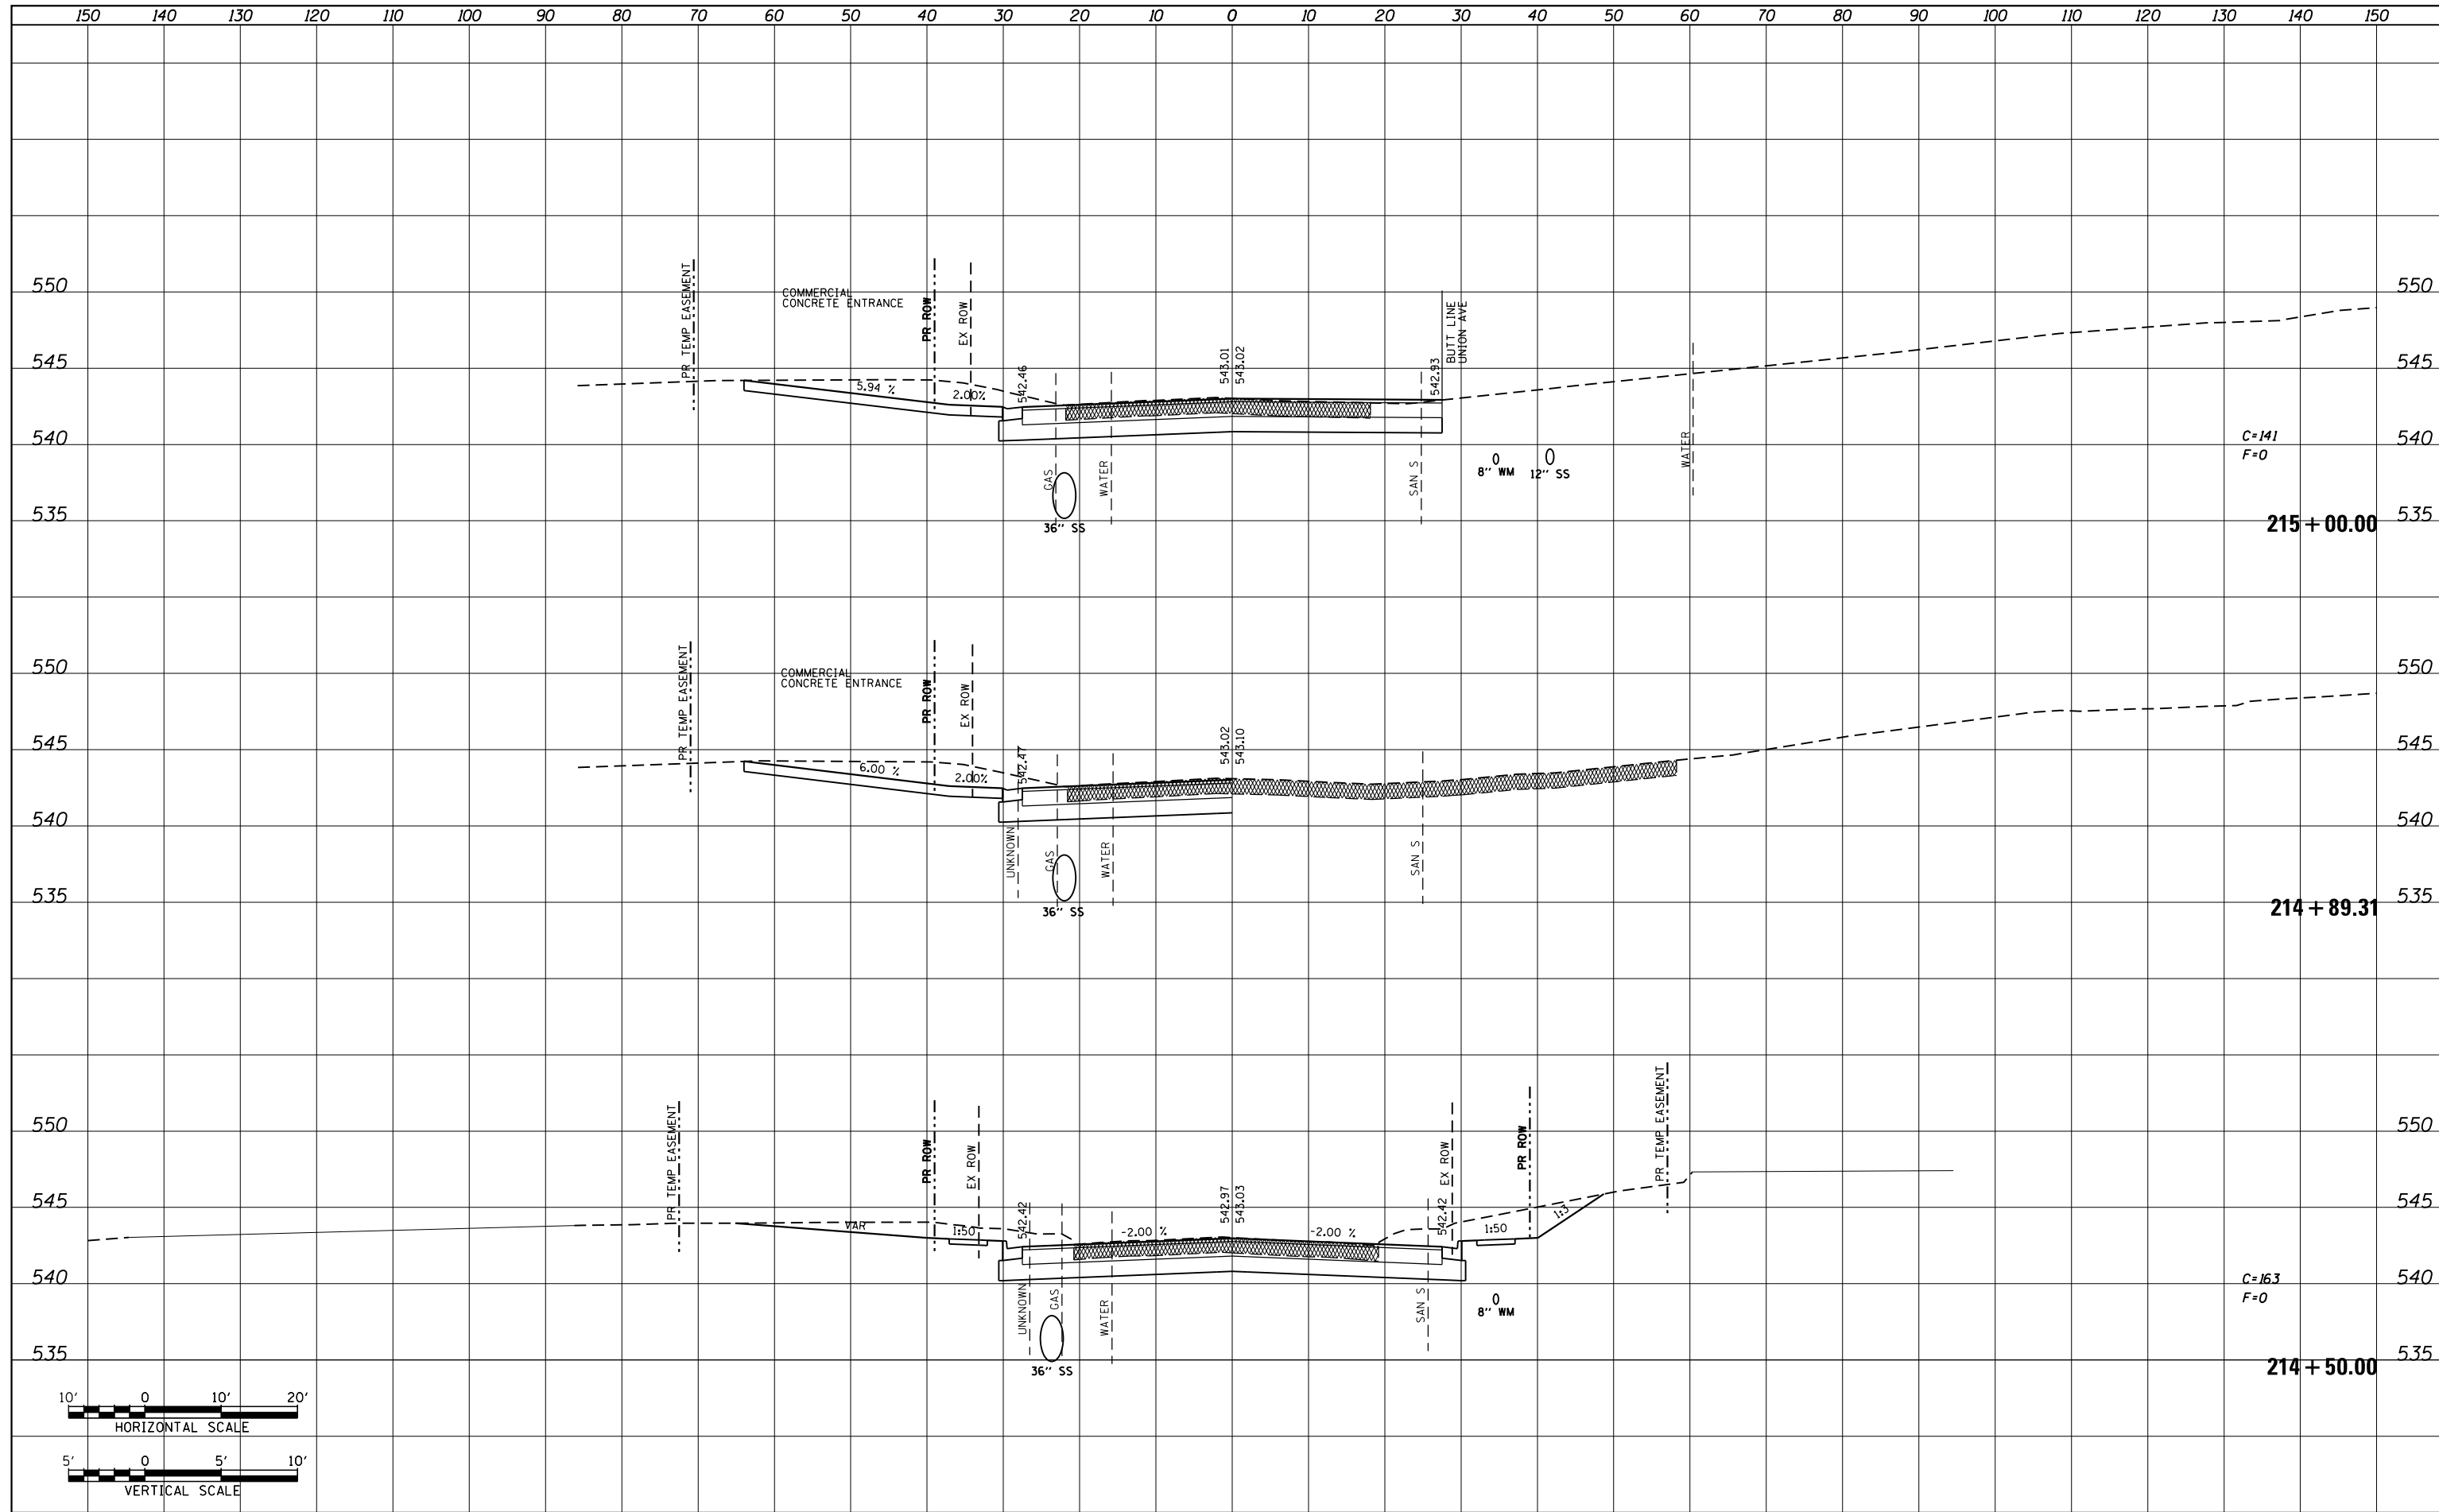 150 140 130 120 110 100 90 80 70 60 50 40 30 20 10 0 10 20 30 40 50 60 70 80 90 100 110 120 130 140 150
PR TEMP EASEMENT
COMMERCIAL
CONCRETE ENTRANCE
PR ROW
EX ROW
BUTT LINE
UNION AVE
550 550
545 545
5.94 %
2.00%
542.46
543.01
543.02
542.93
540 540
C=141
F=0
GAS
WATER
SAN S
8'' WM
12'' SS
WATER
36'' SS
535 535
215+00.00
PR TEMP EASEMENT
COMMERCIAL
CONCRETE ENTRANCE
PR ROW
EX ROW
550 550
545 545
6.00 %
2.00%
542.47
543.02
543.10
540 540
UNKNOWN
GAS
WATER
SAN S
36'' SS
535 535
214+89.31
PR TEMP EASEMENT
PR ROW
EX ROW
EX ROW
PR ROW
PR TEMP EASEMENT
550 550
545 545
VAR
1:50
542.42
-2.00 %
542.97
543.03
-2.00 %
542.42
1:50
1:3
540 540
C=163
F=0
UNKNOWN
GAS
WATER
SAN S
8'' WM
36'' SS
535 535
214+50.00
10' 0 10' 20'
HORIZONTAL SCALE
5' 0 5' 10'
VERTICAL SCALE